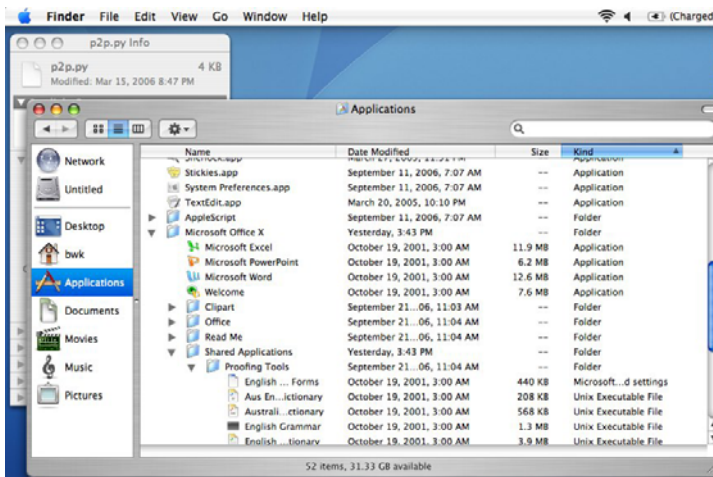 Finder File Edit View Go Window Help (Charged
p2p.py Info
p2p.py 4 KB
Modified: Mar 15, 2006 8:47 PM
Applications
Name Date Modified Size Kind
Sherlock.app March 27, 2005, 11:51 PM -- Application
Stickies.app September 11, 2006, 7:07 AM -- Application
System Preferences.app September 11, 2006, 7:07 AM -- Application
TextEdit.app March 20, 2005, 10:10 PM -- Application
AppleScript September 11, 2006, 7:07 AM -- Folder
Microsoft Office X Yesterday, 3:43 PM -- Folder
Microsoft Excel October 19, 2001, 3:00 AM 11.9 MB Application
Microsoft PowerPoint October 19, 2001, 3:00 AM 6.2 MB Application
Microsoft Word October 19, 2001, 3:00 AM 12.6 MB Application
Welcome October 19, 2001, 3:00 AM 7.6 MB Application
Clipart September 21...06, 11:03 AM -- Folder
Office September 21...06, 11:04 AM -- Folder
Read Me September 21...06, 11:04 AM -- Folder
Shared Applications Yesterday, 3:43 PM -- Folder
Proofing Tools September 21...06, 11:04 AM -- Folder
English ... Forms October 19, 2001, 3:00 AM 440 KB Microsoft...d settings
Aus En...ictionary October 19, 2001, 3:00 AM 208 KB Unix Executable File
Australi...ctionary October 19, 2001, 3:00 AM 568 KB Unix Executable File
English Grammar October 19, 2001, 3:00 AM 1.3 MB Unix Executable File
English ...tionary October 19, 2001, 3:00 AM 3.9 MB Unix Executable File
Network
Untitled
Desktop
bwk
Applications
Documents
Movies
Music
Pictures
52 items, 31.33 GB available